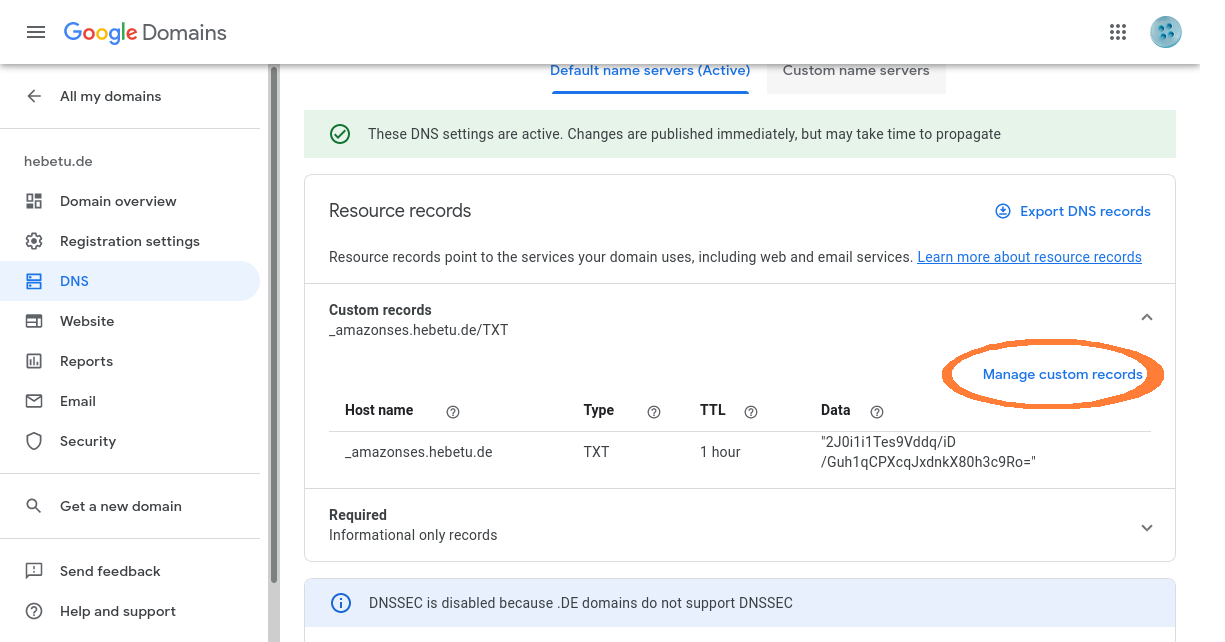 Google Domains
Default name servers (Active)
Custom name servers
All my domains
These DNS settings are active. Changes are published immediately, but may take time to propagate
hebetu.de
Domain overview
Registration settings
DNS
Website
Reports
Email
Security
Get a new domain
Send feedback
Help and support
Resource records
Export DNS records
Resource records point to the services your domain uses, including web and email services. Learn more about resource records
Custom records
_amazonses.hebetu.de/TXT
Manage custom records
Host name Type TTL Data
_amazonses.hebetu.de TXT 1 hour "2J0i1i1Tes9Vddq/iD
/Guh1qCPXcqJxdnkX80h3c9Ro="
Required
Informational only records
DNSSEC is disabled because .DE domains do not support DNSSEC